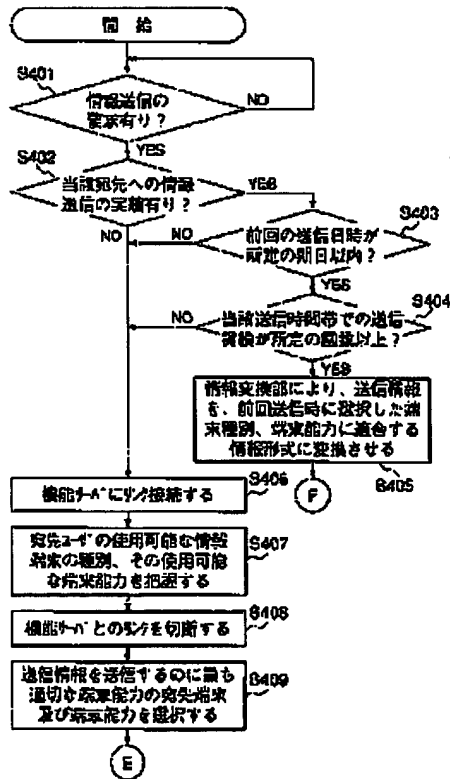 開 始
S401
情報送信の
要求有り?
NO
YES
S402
当該宛先への情報
送信の実績有り?
YES
NO
S403
前回の送信日時が
所定の期日以内?
NO
YES
S404
当該送信時間帯での送信
実績が所定の回数以上?
NO
YES
情報変換部により、送信情報
を、前回送信時に選択した端
末種別、端末能力に適合する
情報形式に変換させる
S405
F
S406
機能サーバにリンク接続する
S407
宛先ユーザの使用可能な情報
端末の種別、その使用可能
な端末能力を把握する
S408
機能サーバとのリンクを切断する
S409
送信情報を送信するのに最も
適切な端末能力の宛先端末
及び端末能力を選択する
E